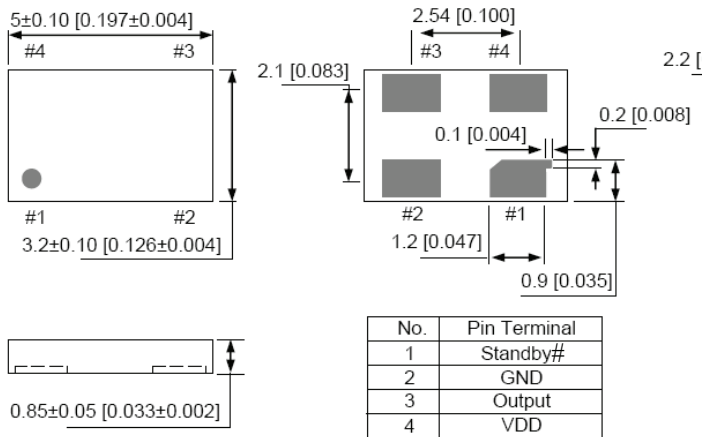 5±0.10 [0.197±0.004]
#4 #3
#1 #2
3.2±0.10 [0.126±0.004]
2.54 [0.100]
#3 #4
2.1 [0.083]
2.2 [
0.2 [0.008]
0.1 [0.004]
#2 #1
1.2 [0.047]
0.9 [0.035]
0.85±0.05 [0.033±0.002]
No. Pin Terminal
1 Standby#
2 GND
3 Output
4 VDD